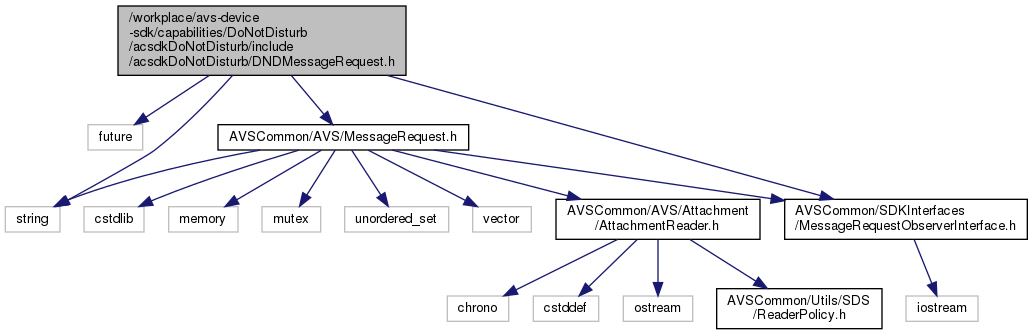 /workplace/avs-device
-sdk/capabilities/DoNotDisturb
/acsdkDoNotDisturb/include
/acsdkDoNotDisturb/DNDMessageRequest.h
future
AVSCommon/AVS/MessageRequest.h
string
cstdlib
memory
mutex
unordered_set
vector
AVSCommon/AVS/Attachment
/AttachmentReader.h
AVSCommon/SDKInterfaces
/MessageRequestObserverInterface.h
chrono
cstddef
ostream
AVSCommon/Utils/SDS
/ReaderPolicy.h
iostream